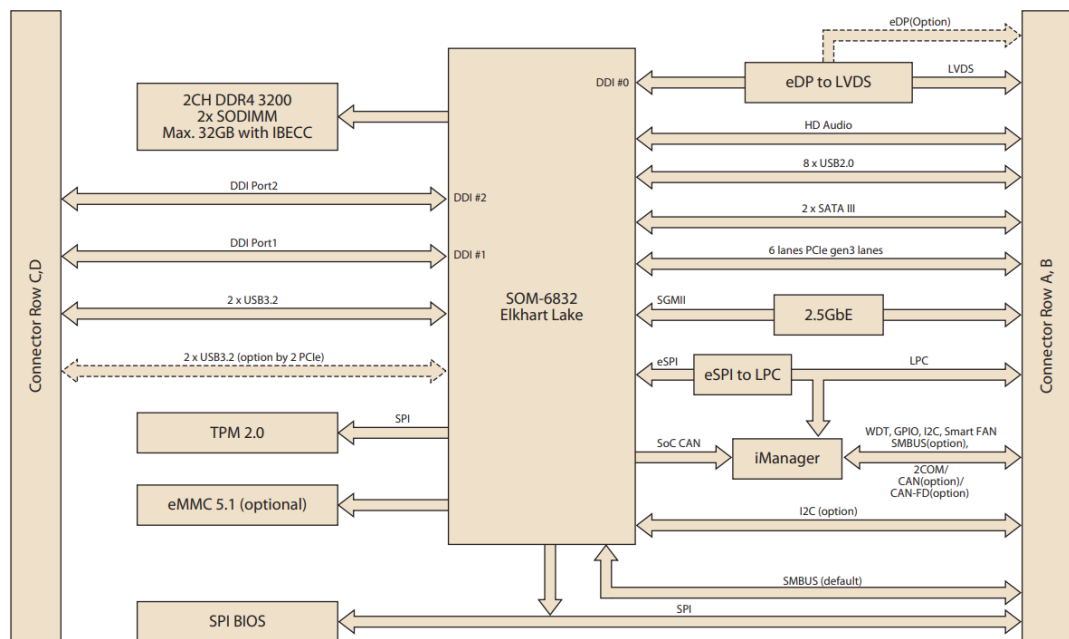 eDP(Option)
Connector Row C,D
2CH DDR4 3200
2x SODIMM
Max. 32GB with IBECC
DDI Port2
DDI Port1
2 x USB3.2
2 x USB3.2 (option by 2 PCIe)
SPI
TPM 2.0
eMMC 5.1 (optional)
SPI BIOS
DDI #2
DDI #1
SOM-6832
Elkhart Lake
DDI #0
eDP to LVDS
LVDS
HD Audio
8 x USB2.0
2 x SATA III
6 lanes PCIe gen3 lanes
SGMII
2.5GbE
eSPI
eSPI to LPC
LPC
SoC CAN
iManager
WDT, GPIO, I2C, Smart FAN
SMBUS(option),
2COM/
CAN(option)/
CAN-FD(option)
I2C (option)
SMBUS (default)
SPI
Connector Row A, B